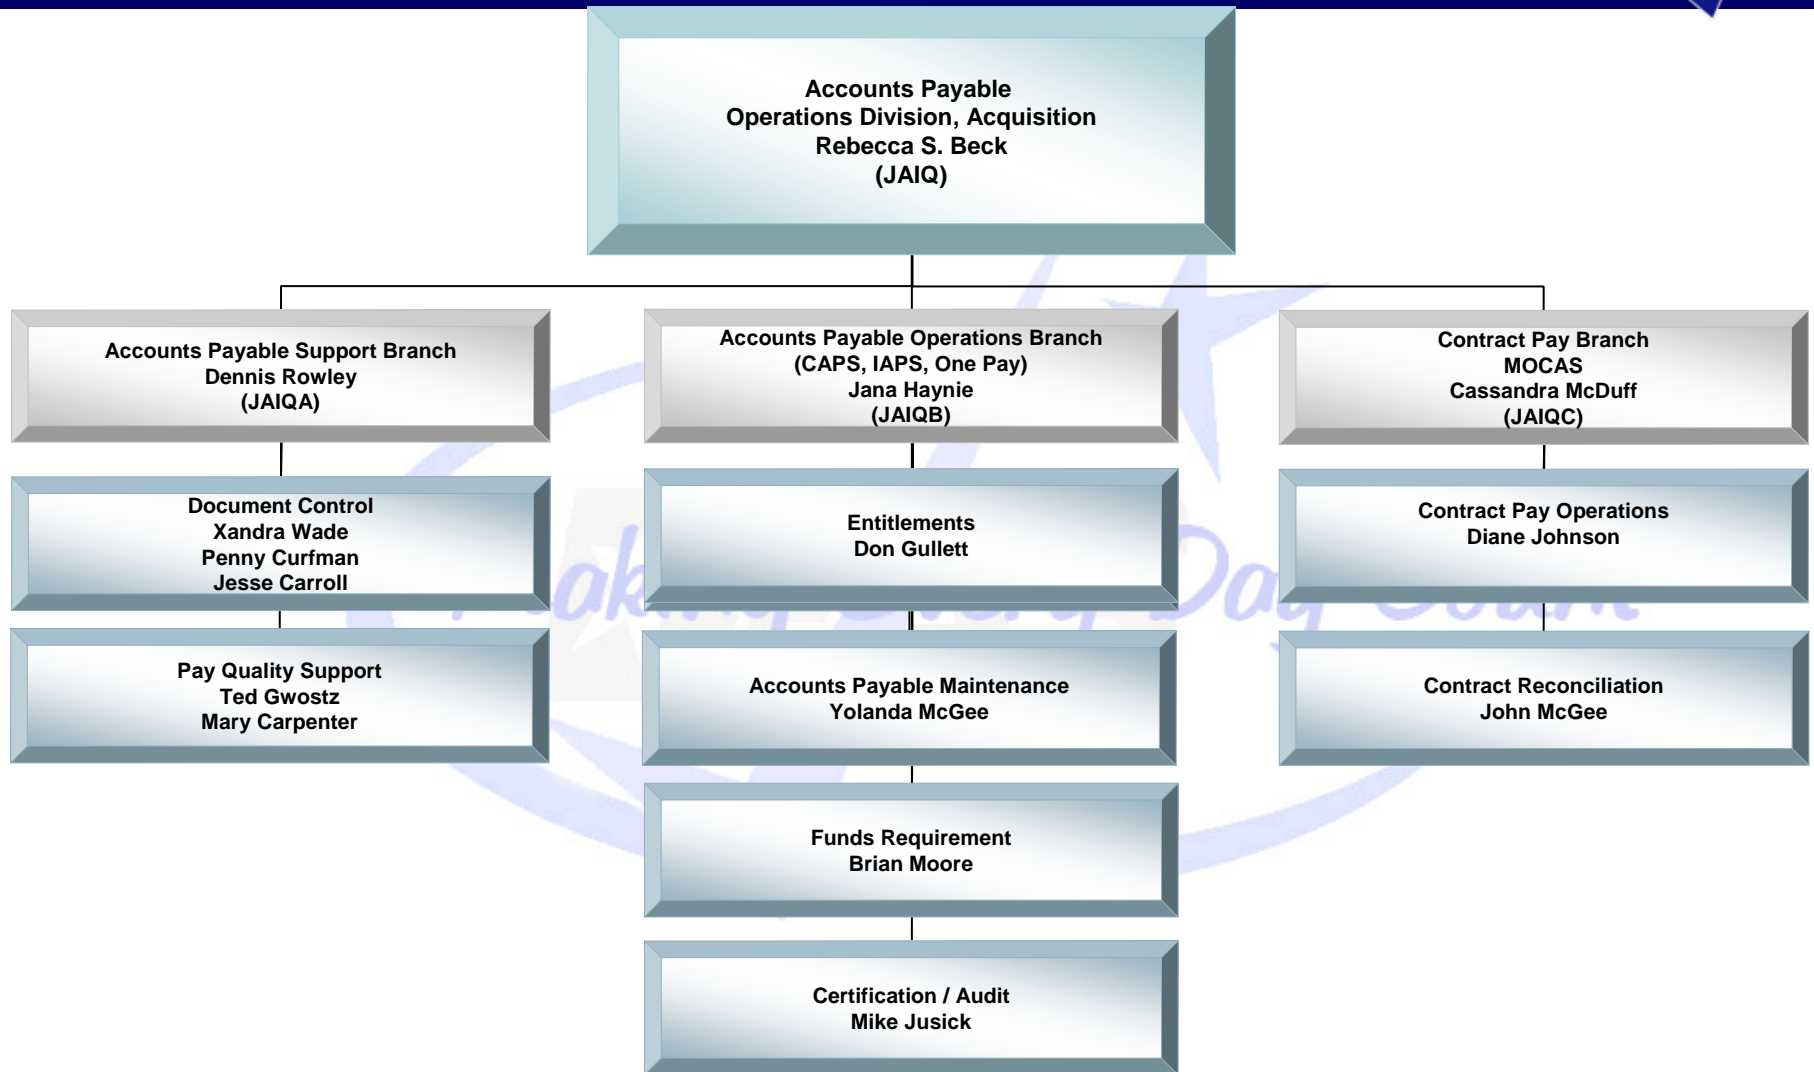 Accounts Payable
Operations Division, Acquisition
Rebecca S. Beck
(JAIQ)
Accounts Payable Support Branch
Dennis Rowley
(JAIQA)
Accounts Payable Operations Branch
(CAPS, IAPS, One Pay)
Jana Haynie
(JAIQB)
Contract Pay Branch
MOCAS
Cassandra McDuff
(JAIQC)
Document Control
Xandra Wade
Penny Curfman
Jesse Carroll
Entitlements
Don Gullett
Contract Pay Operations
Diane Johnson
Pay Quality Support
Ted Gwostz
Mary Carpenter
Accounts Payable Maintenance
Yolanda McGee
Contract Reconciliation
John McGee
Funds Requirement
Brian Moore
Certification / Audit
Mike Jusick